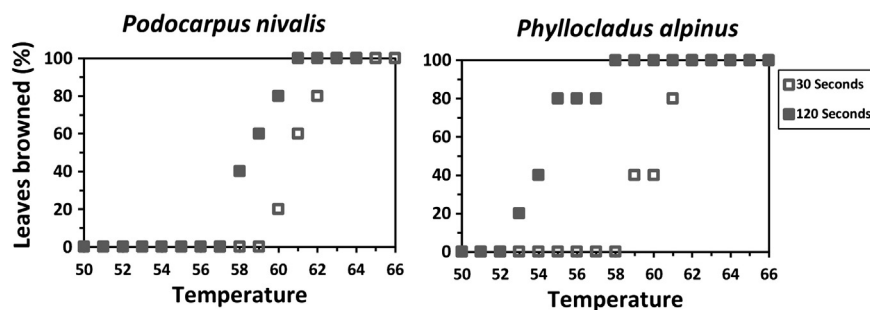 Podocarpus nivalis
Leaves browned (%)
100
80
60
40
20
0
50 52 54 56 58 60 62 64 66
Temperature
Phyllocladus alpinus
100
80
60
40
20
0
50 52 54 56 58 60 62 64 66
Temperature
30 Seconds
120 Seconds